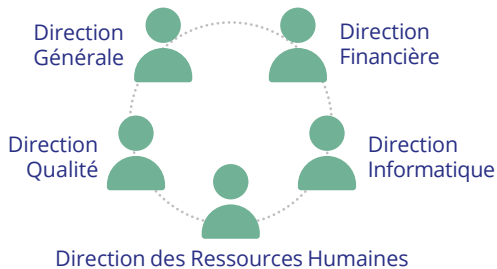 Direction
Générale
Direction
Financière
Direction
Qualité
Direction
Informatique
Direction des Ressources Humaines